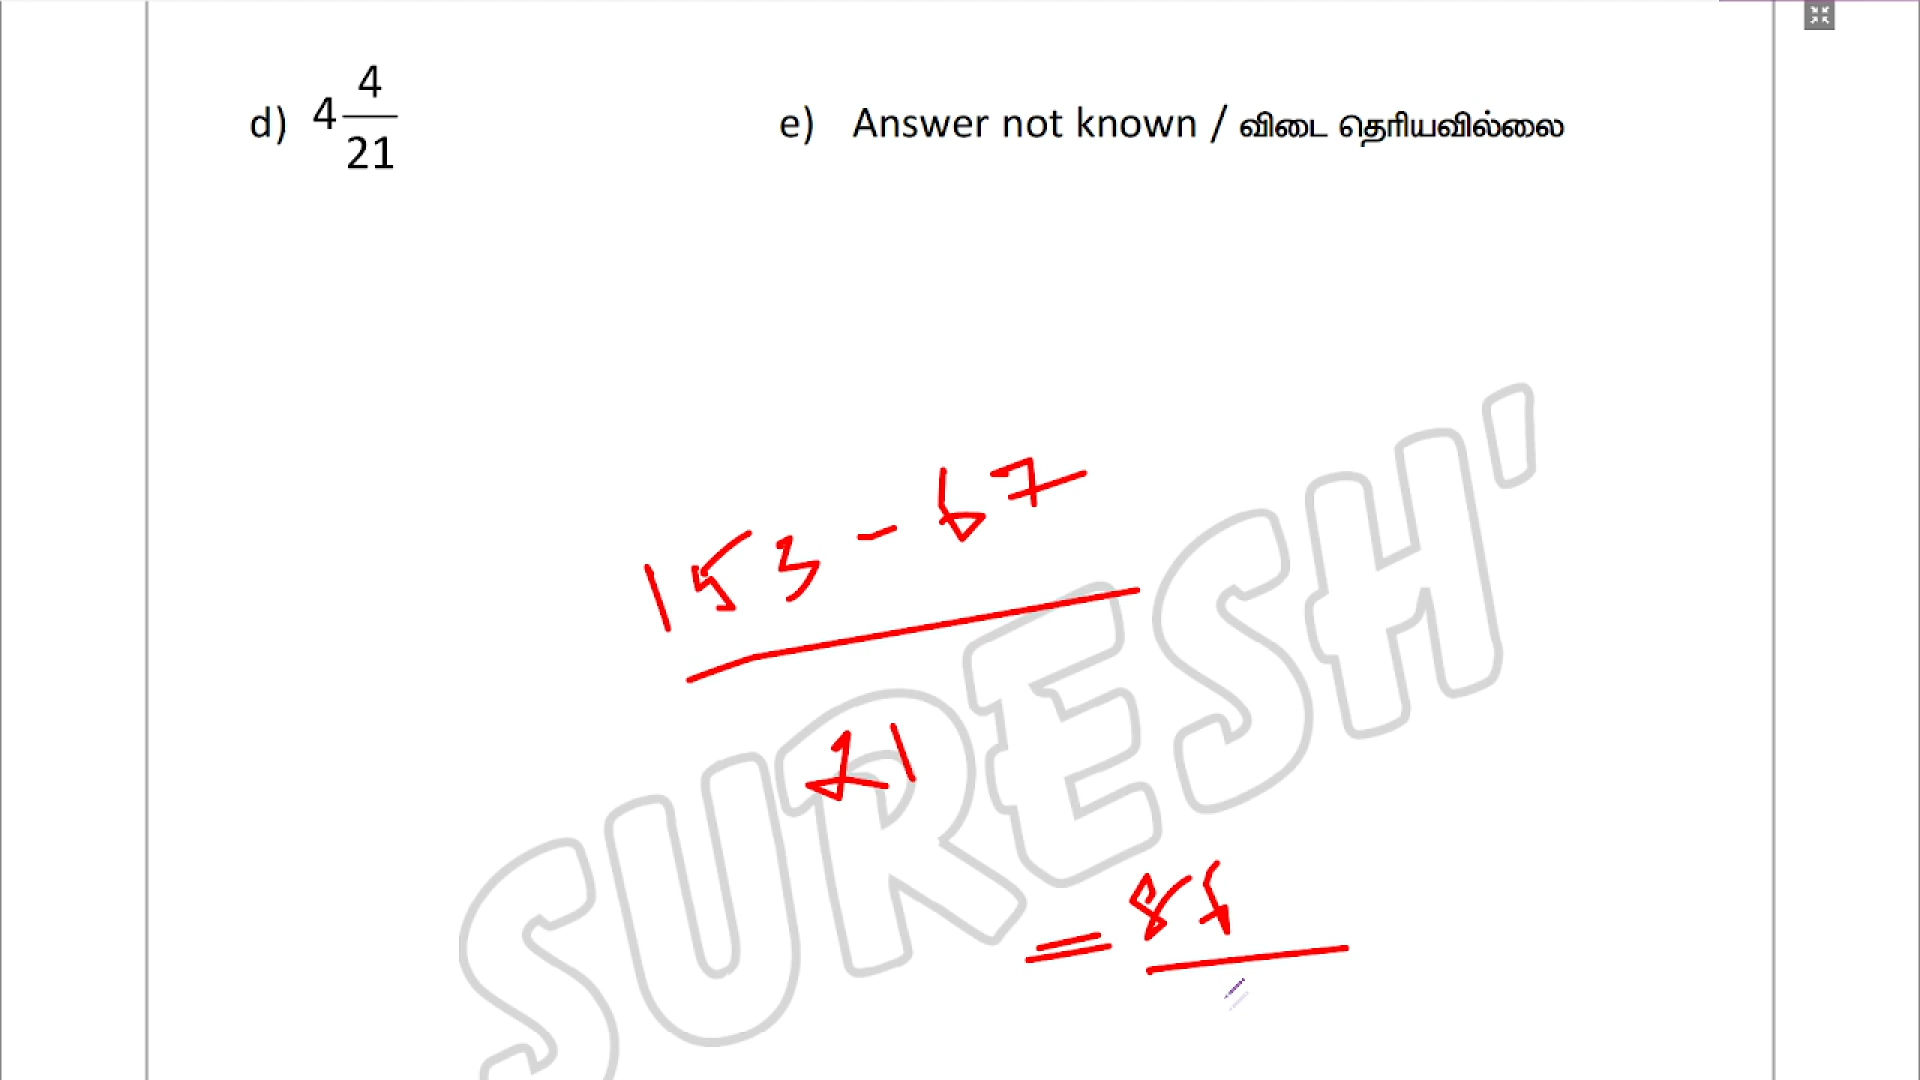 d) 4 4/21
e) Answer not known / விடை தெரியவில்லை
153 - 67
21
= 86
SURESH'